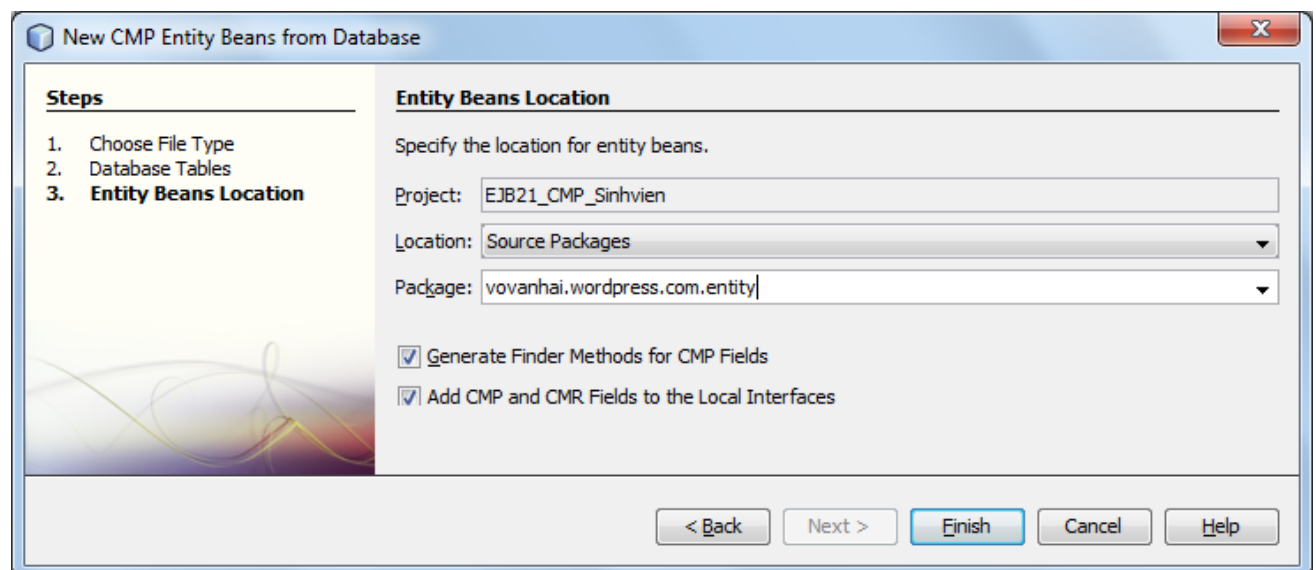 New CMP Entity Beans from Database
Steps
1. Choose File Type
2. Database Tables
3. Entity Beans Location
Entity Beans Location
Specify the location for entity beans.
Project: EJB21_CMP_Sinhvien
Location: Source Packages
Package: vovanhai.wordpress.com.entity
Generate Finder Methods for CMP Fields
Add CMP and CMR Fields to the Local Interfaces
< Back Next > Finish Cancel Help